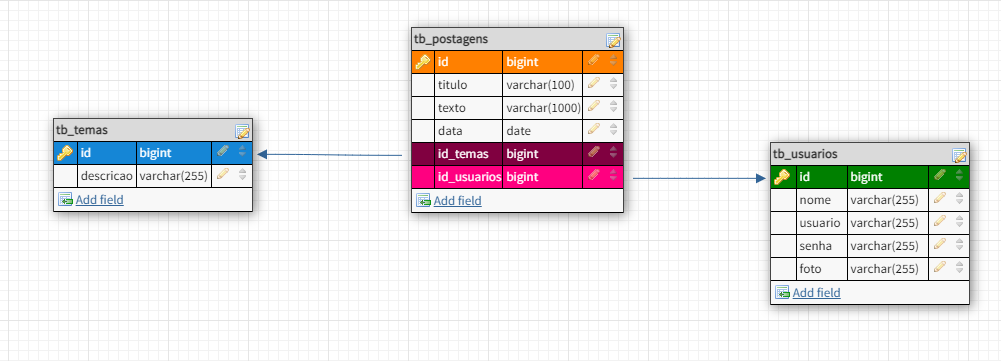 tb_temas
id bigint
descricao varchar(255)
Add field
tb_postagens
id bigint
titulo varchar(100)
texto varchar(1000)
data date
id_temas bigint
id_usuarios bigint
Add field
tb_usuarios
id bigint
nome varchar(255)
usuario varchar(255)
senha varchar(255)
foto varchar(255)
Add field